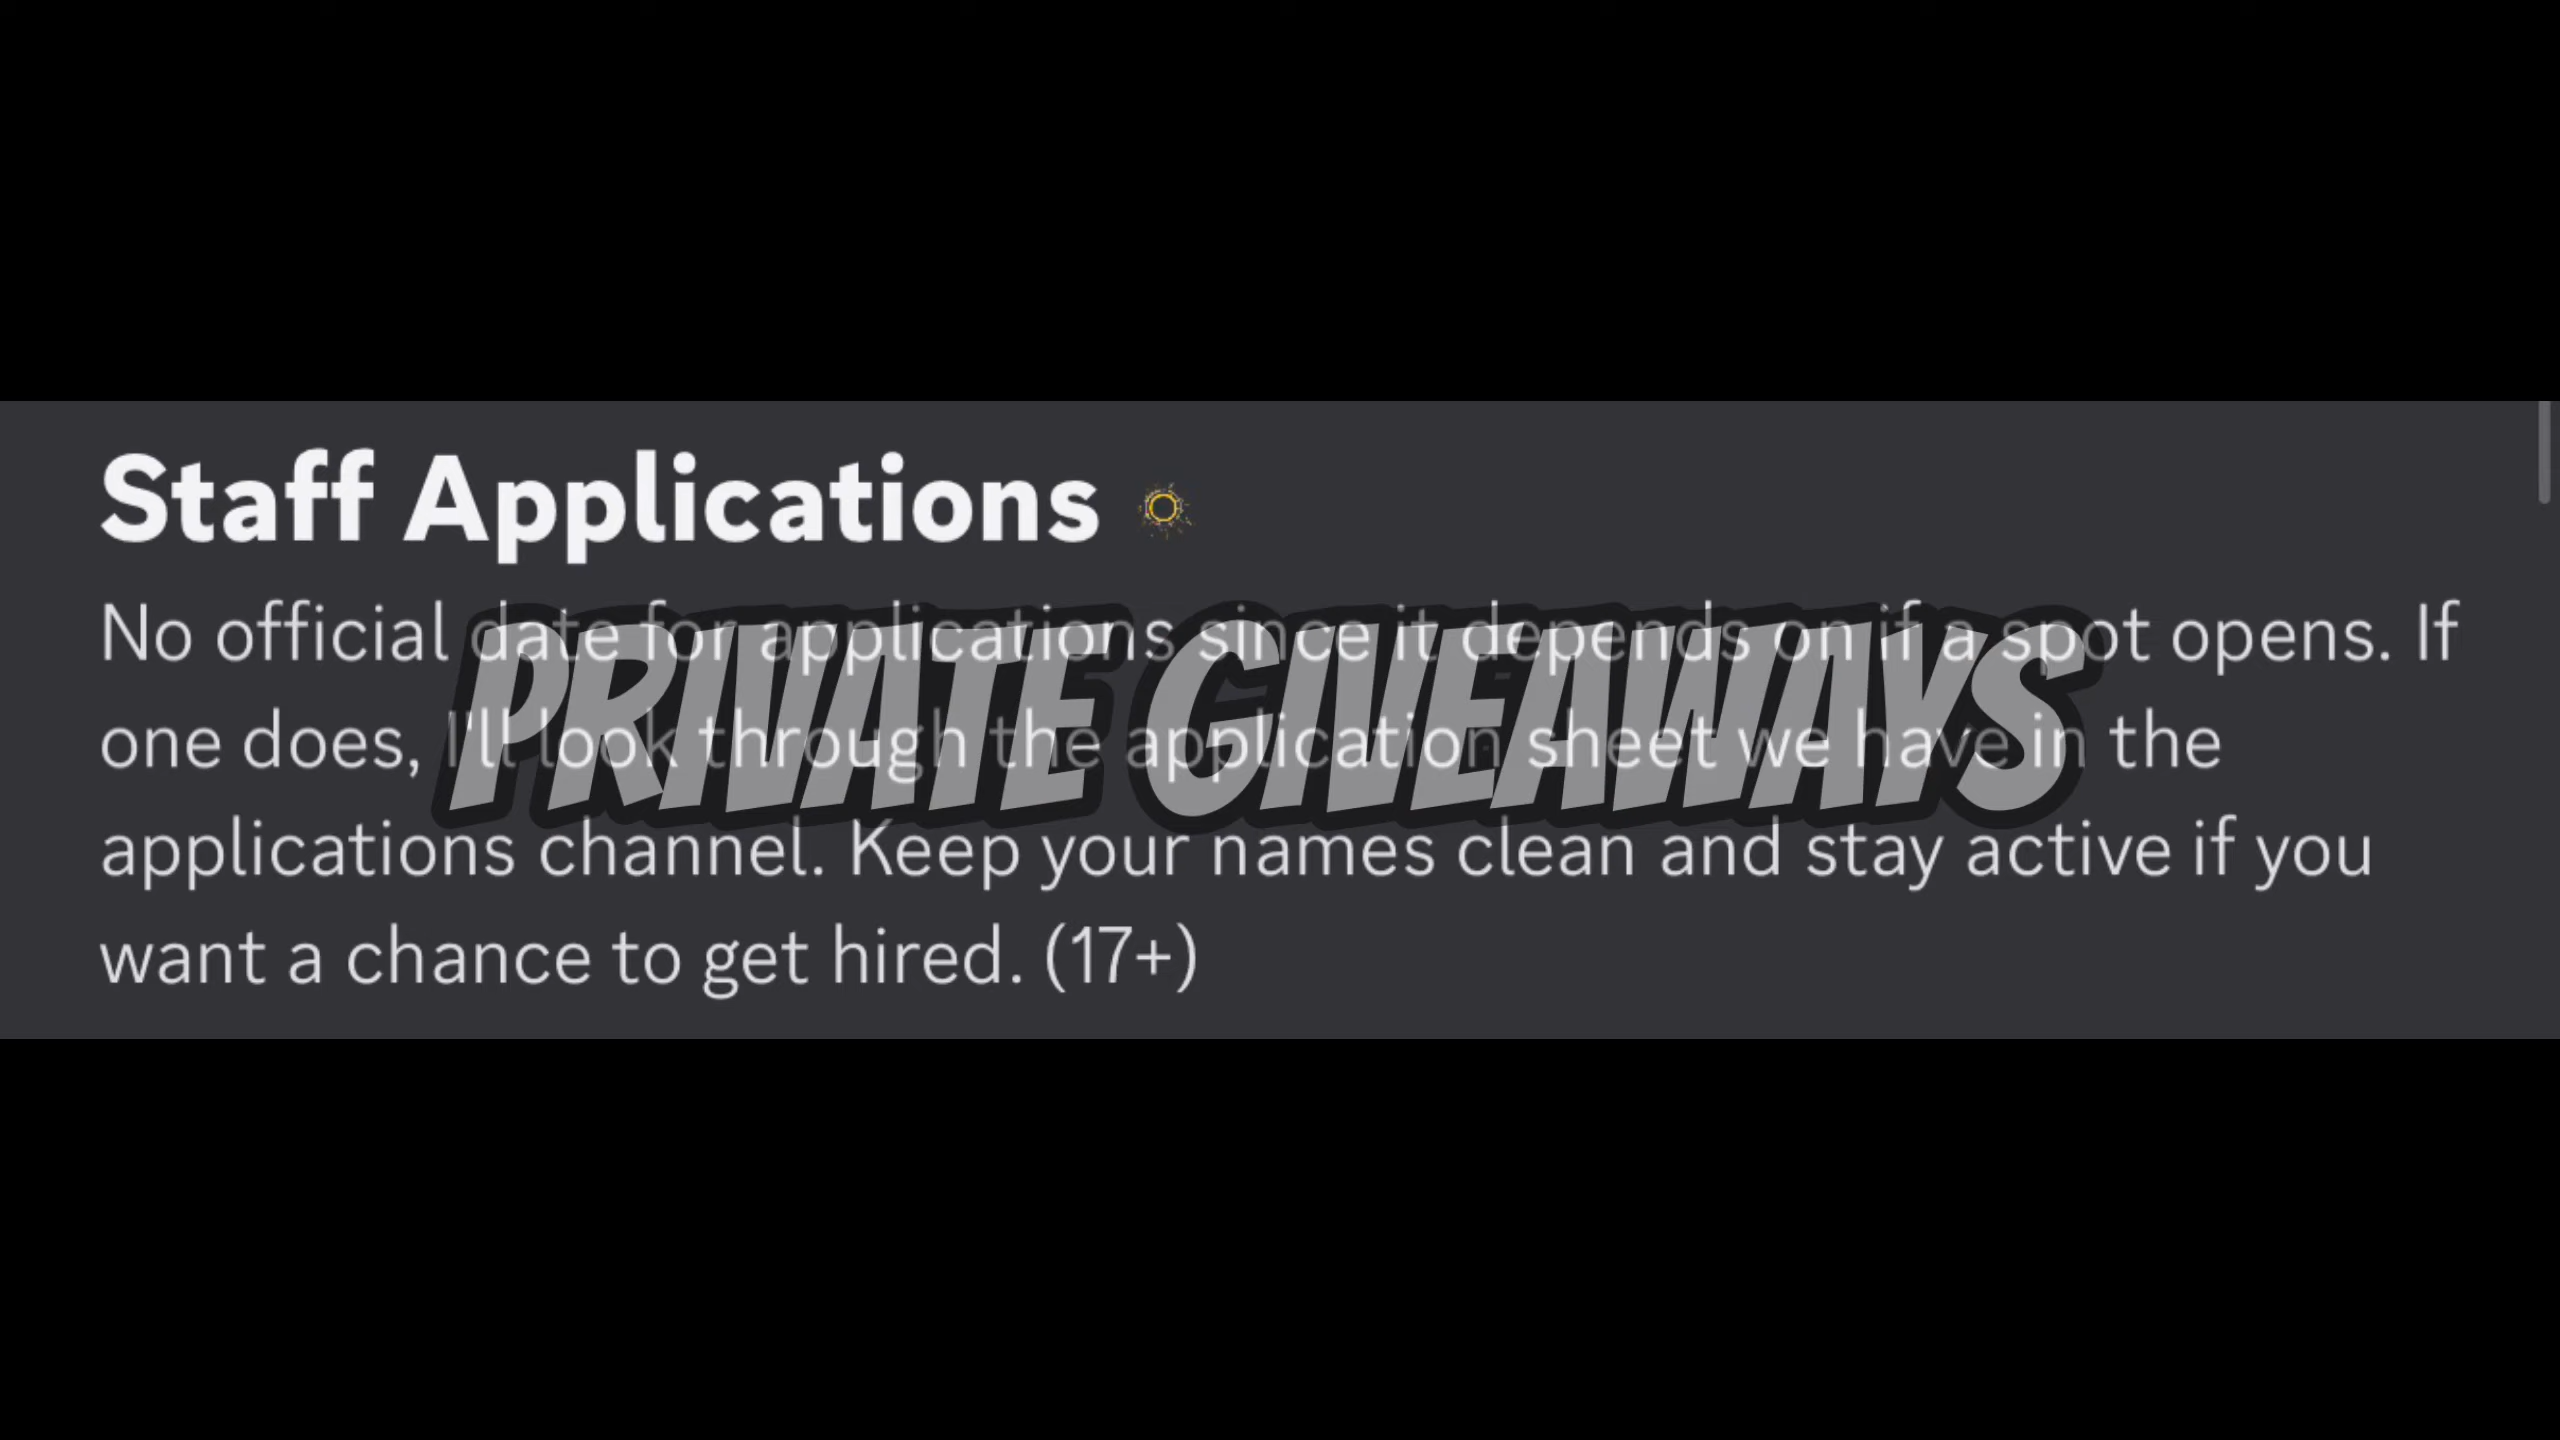 Staff Applications
No official date for applications since it depends on if a spot opens. If
one does, I'll look through the application sheet we have in the
applications channel. Keep your names clean and stay active if you
want a chance to get hired. (17+)
PRIVATE GIVEAWAYS